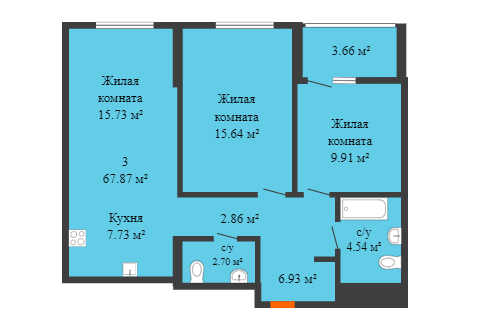 3.66 м²
Жилая
комната
15.73 м²
Жилая
комната
15.64 м²
Жилая
комната
9.91 м²
3
67.87 м²
Кухня
7.73 м²
2.86 м²
с/у
4.54 м²
с/у
2.70 м²
6.93 м²